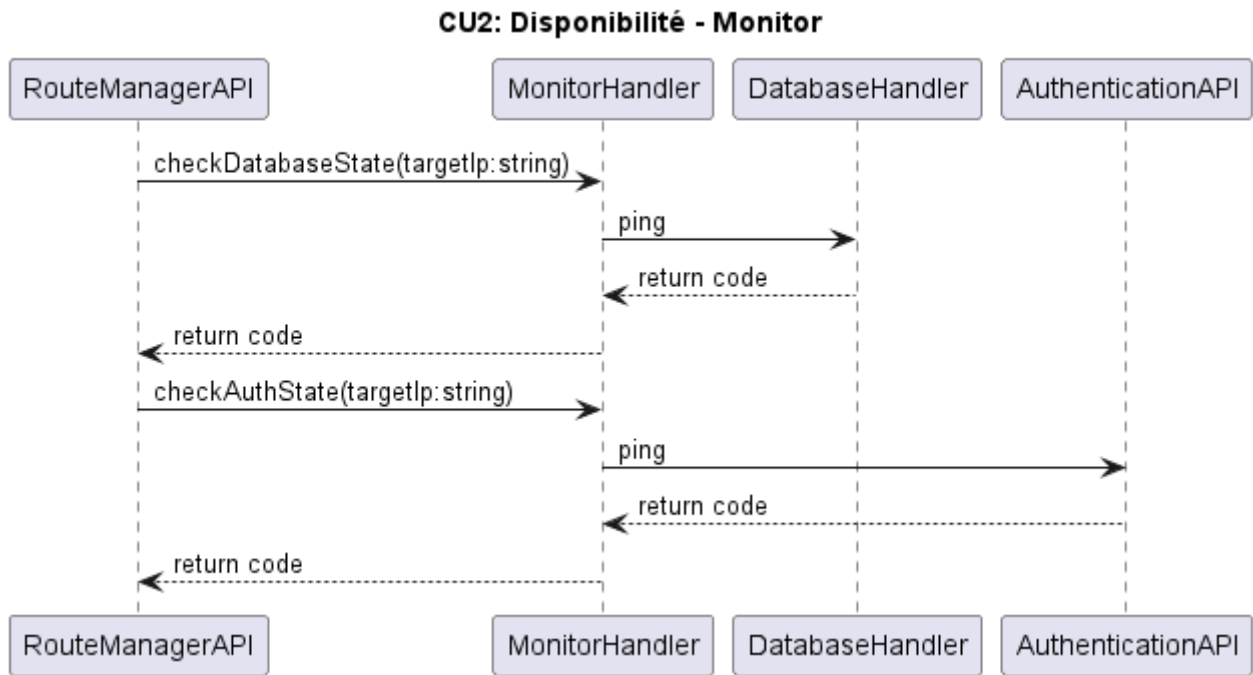 CU2: Disponibilité - Monitor
RouteManagerAPI MonitorHandler DatabaseHandler AuthenticationAPI
checkDatabaseState(targetIp:string)
ping
return code
return code
checkAuthState(targetIp:string)
ping
return code
return code
RouteManagerAPI MonitorHandler DatabaseHandler AuthenticationAPI